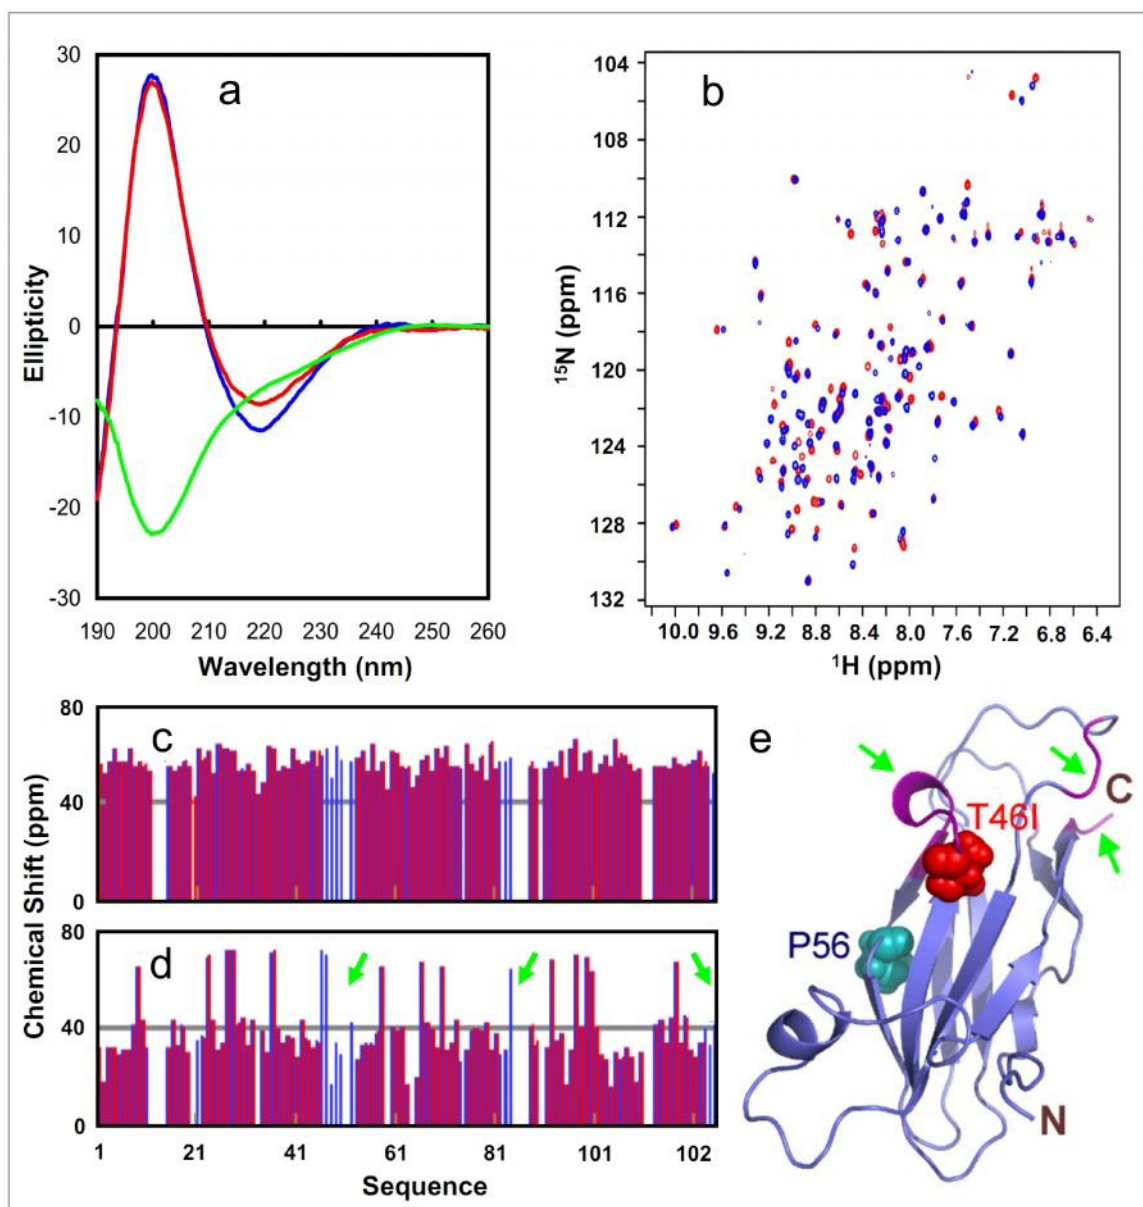 a
30
20
10
0
-10
-20
-30
Ellipticity
190 200 210 220 230 240 250 260
Wavelength (nm)
b
104
108
112
116
120
124
128
132
15N (ppm)
10.0 9.6 9.2 8.8 8.4 8.0 7.6 7.2 6.8 6.4
1H (ppm)
c
80
40
0
Chemical Shift (ppm)
d
80
40
0
1 21 41 61 81 101 102
Sequence
e
T46I
C
P56
N